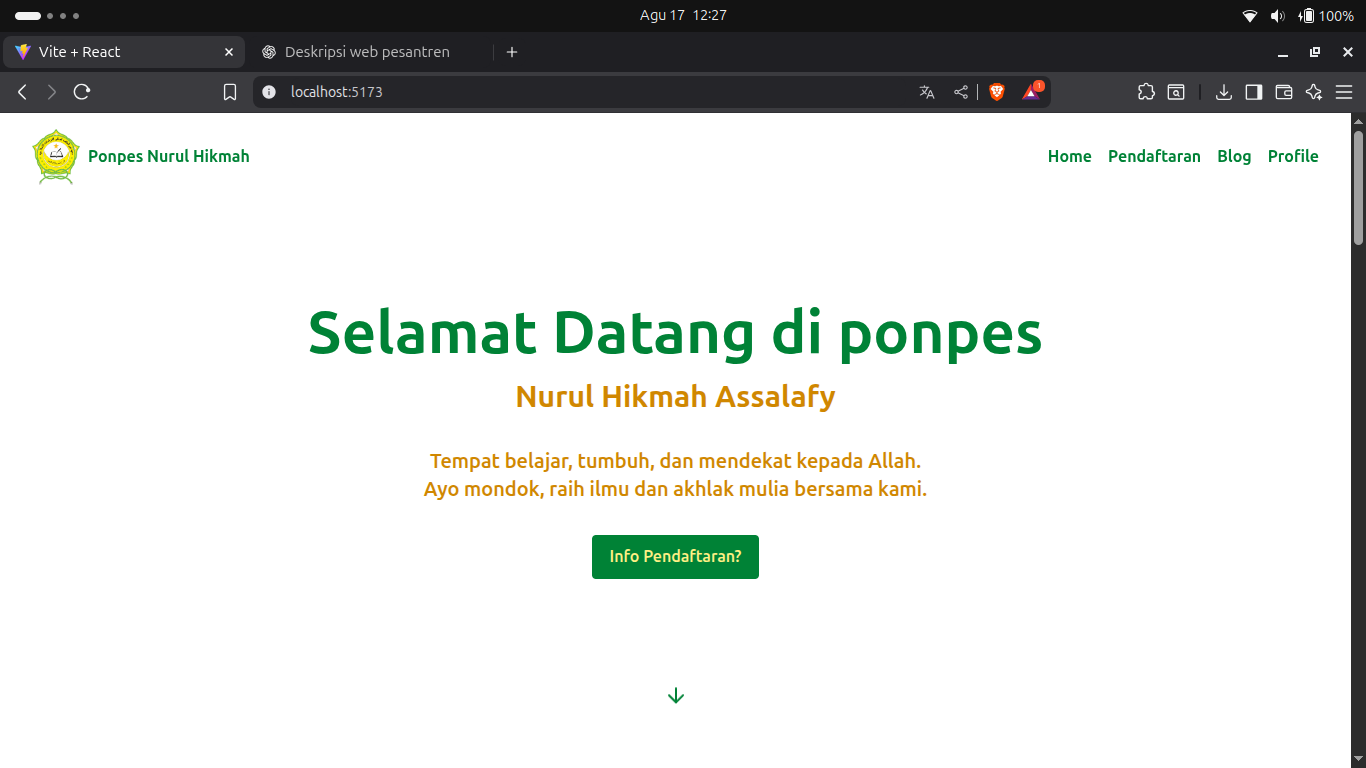 Agu 17 12:27
100%
Vite + React
Deskripsi web pesantren
localhost:5173
1
Ponpes Nurul Hikmah
Home Pendaftaran Blog Profile
Selamat Datang di ponpes
Nurul Hikmah Assalafy
Tempat belajar, tumbuh, dan mendekat kepada Allah.
Ayo mondok, raih ilmu dan akhlak mulia bersama kami.
Info Pendaftaran?